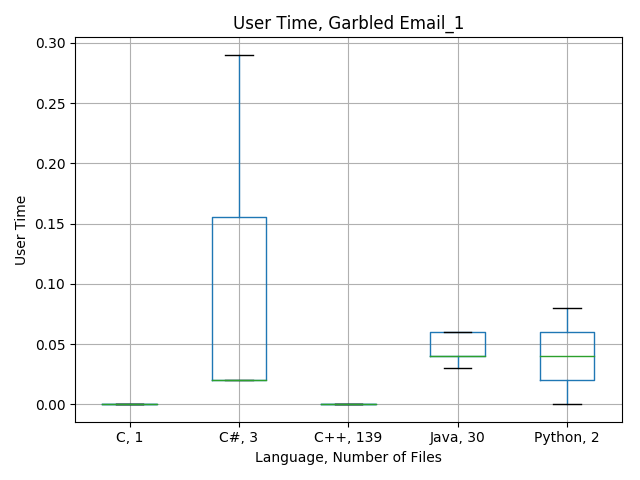 User Time, Garbled Email_1
0.30
0.25
0.20
0.15
0.10
0.05
0.00
User Time
C, 1
C#, 3
C++, 139
Java, 30
Python, 2
Language, Number of Files